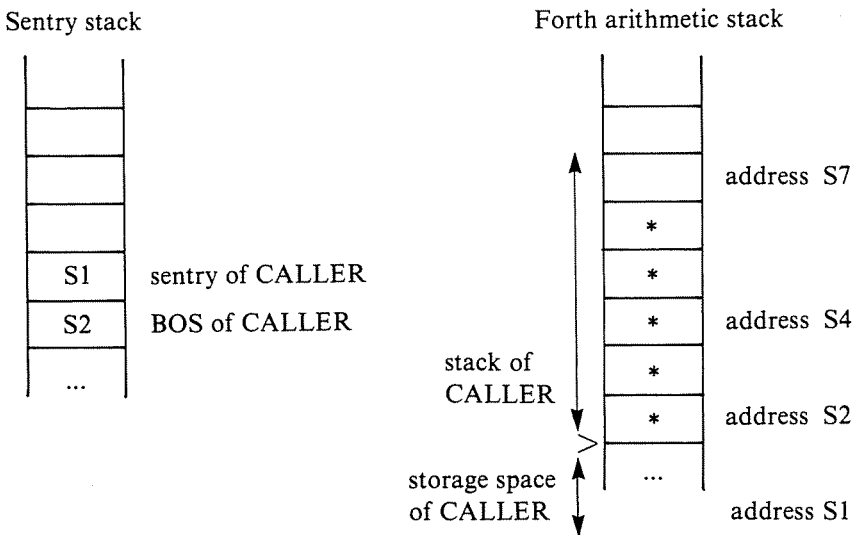 Sentry stack
Forth arithmetic stack
address S7
*
*
S1 sentry of CALLER
S2 BOS of CALLER
* address S4
...
stack of
CALLER
*
* address S2
>
storage space
of CALLER
...
address S1